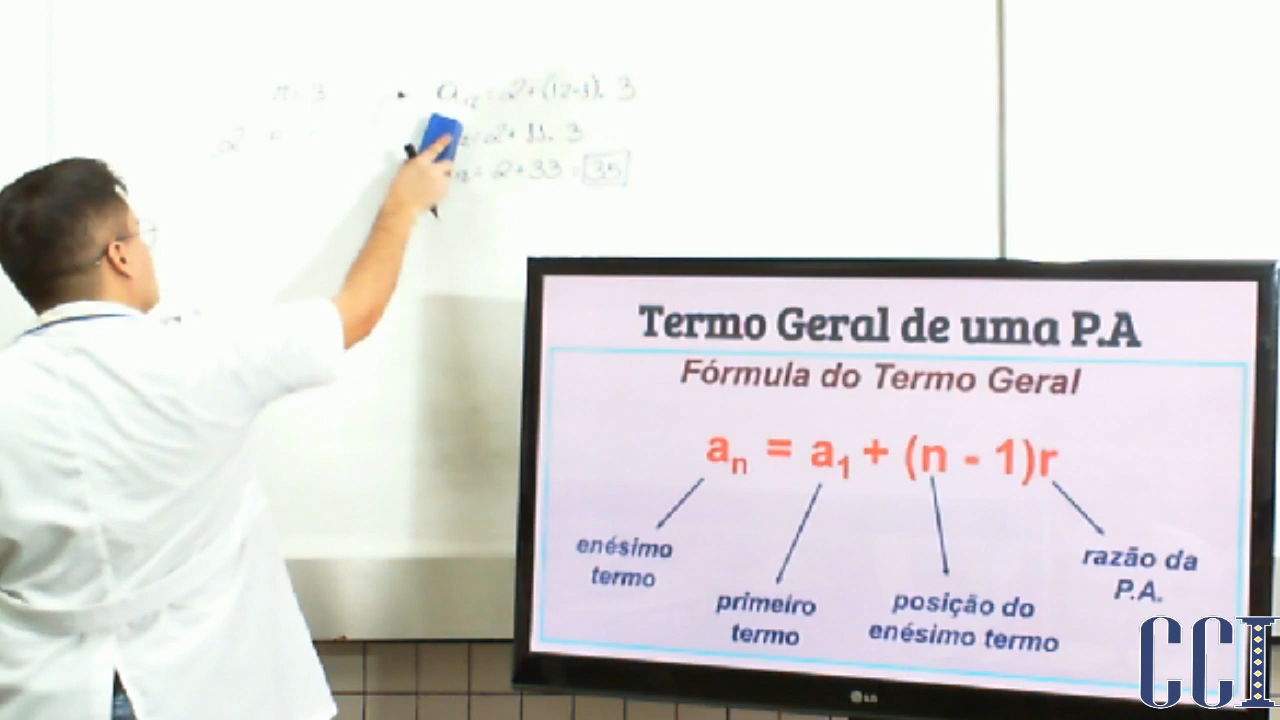 r = 3
a₁₂ = 2+(12-1). 3
= 2+ 11. 3
= 2+33 = 35
Termo Geral de uma P.A
Fórmula do Termo Geral
aₙ = a₁ + (n - 1)r
enésimo
termo
primeiro
termo
posição do
enésimo termo
razão da
P.A.
LG
CCI